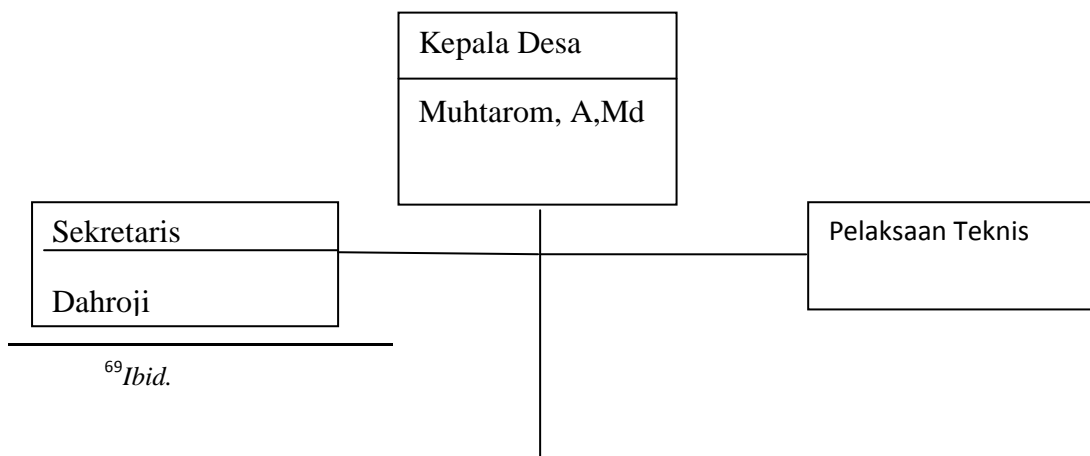 Kepala Desa
Muhtarom, A,Md
Sekretaris
Dahroji
Pelaksaan Teknis
⁶⁹Ibid.